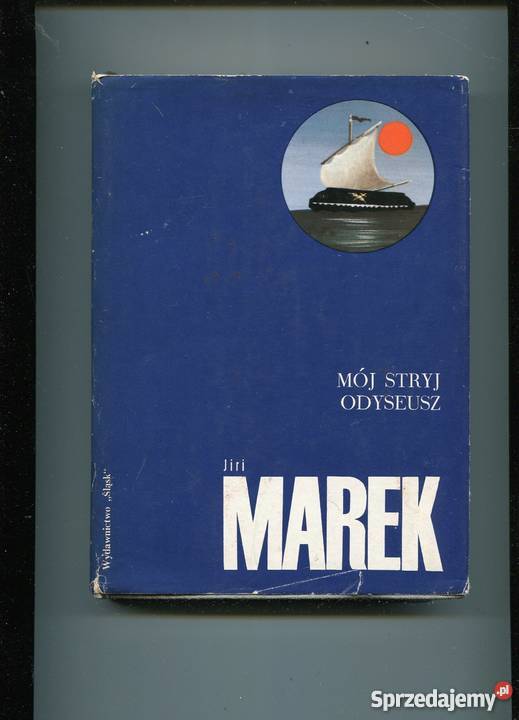 MÓJ STRYJ
ODYSEUSZ
Jiri
MAREK
Wydawnictwo „Śląsk"
Sprzedajemy.pl